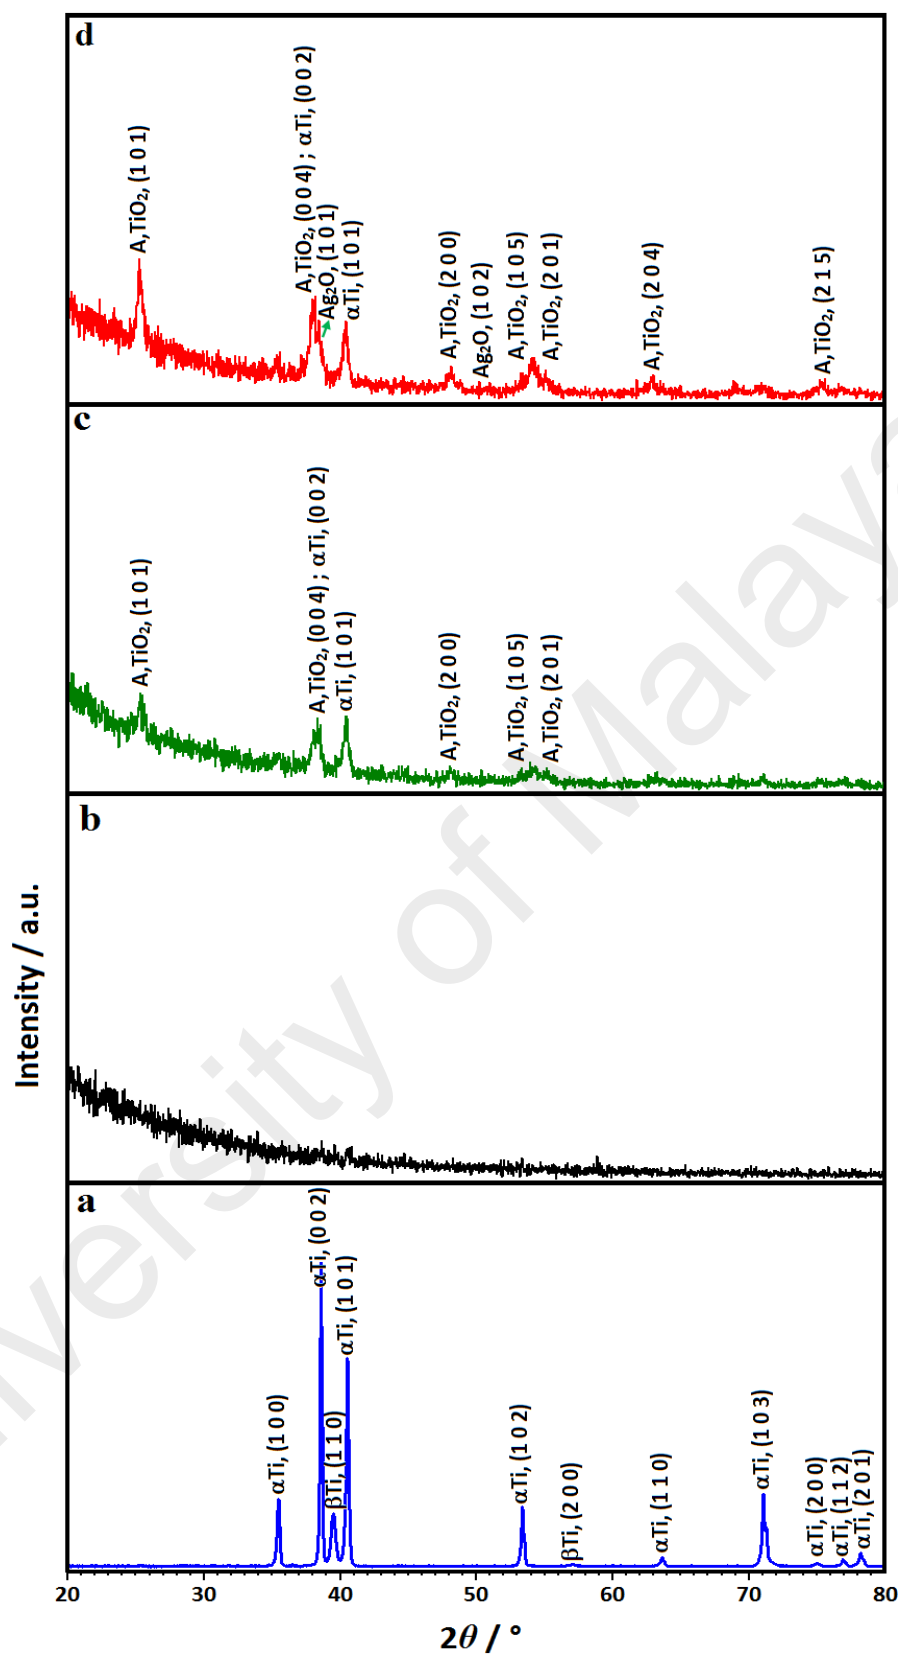 d
A,TiO₂, (1 0 1)
A,TiO₂, (0 0 4) ; αTi, (0 0 2)
Ag₂O, (1 0 1)
αTi, (1 0 1)
A,TiO₂, (2 0 0)
Ag₂O, (1 0 2)
A,TiO₂, (1 0 5)
A,TiO₂, (2 0 1)
A,TiO₂, (2 0 4)
A,TiO₂, (2 1 5)
c
A,TiO₂, (1 0 1)
A,TiO₂, (0 0 4) ; αTi, (0 0 2)
αTi, (1 0 1)
A,TiO₂, (2 0 0)
A,TiO₂, (1 0 5)
A,TiO₂, (2 0 1)
b
a
αTi, (1 0 0)
αTi, (0 0 2)
βTi, (1 1 0)
αTi, (1 0 1)
αTi, (1 0 2)
βTi, (2 0 0)
αTi, (1 1 0)
αTi, (1 0 3)
αTi, (2 0 0)
αTi, (1 1 2)
αTi, (2 0 1)
Intensity / a.u.
20 30 40 50 60 70 80
2θ / °
versity of Malaya